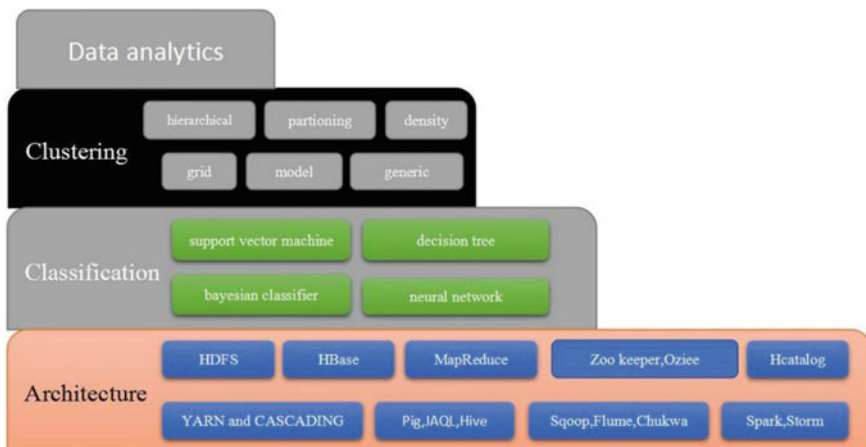 Data analytics
Clustering
hierarchical
partioning
density
grid
model
generic
Classification
support vector machine
decision tree
bayesian classifier
neural network
Architecture
HDFS
HBase
MapReduce
Zoo keeper,Oziee
Hcatalog
YARN and CASCADING
Pig,JAQL,Hive
Sqoop,Flume,Chukwa
Spark,Storm